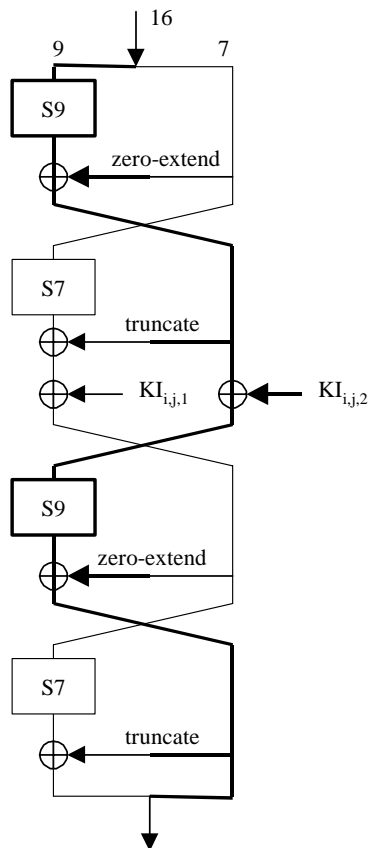 16
9 7
S9
zero-extend
S7
truncate
KI_{i,j,1} KI_{i,j,2}
S9
zero-extend
S7
truncate